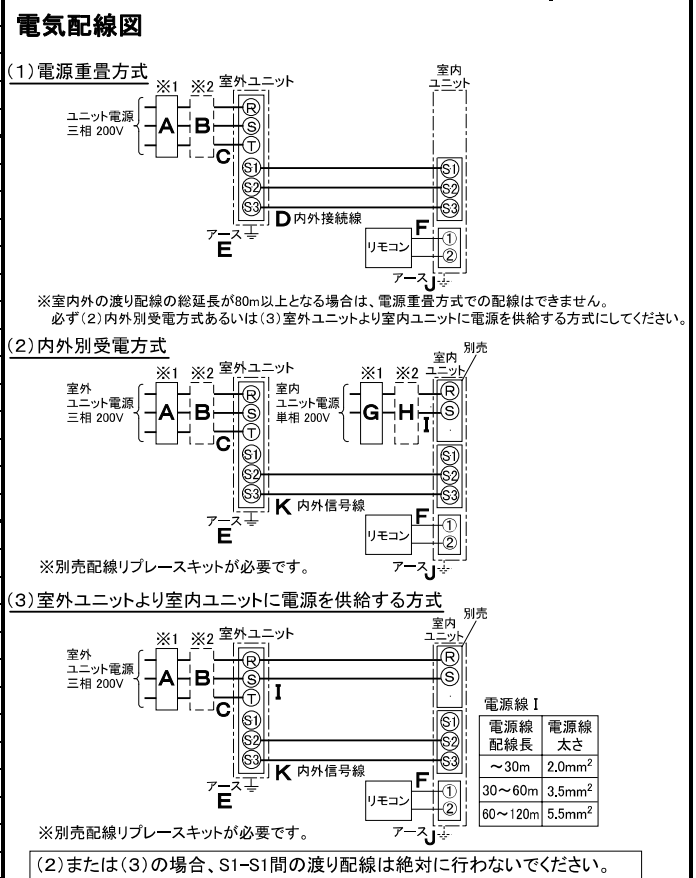 電気配線図
(1)電源重畳方式
※1 ※2 室外ユニット
室内
ユニット
ユニット電源
三相 200V
A B C
R
S
T
S1 S1
S2 S2
S3 S3
D 内外接続線
アース
E
F
リモコン
①
②
アース J
※室内外の渡り配線の総延長が80m以上となる場合は、電源重畳方式での配線はできません。
必ず(2)内外別受電方式あるいは(3)室外ユニットより室内ユニットに電源を供給する方式にしてください。
(2)内外別受電方式
※1 ※2 室外ユニット
※1 ※2
室内
ユニット
別売
室外
ユニット電源
三相 200V
A B C
R
S
T
室内
ユニット電源
単相 200V
G H I
R
S
S1 S1
S2 S2
S3 S3
K 内外信号線
アース
E
F
リモコン
①
②
アース J
※別売配線リプレースキットが必要です。
(3)室外ユニットより室内ユニットに電源を供給する方式
※1 ※2 室外ユニット
室内
ユニット
別売
室外
ユニット電源
三相 200V
A B C
R R
S S
T
I
S1 S1
S2 S2
S3 S3
K 内外信号線
アース
E
F
リモコン
①
②
アース J
電源線 I
電源線
配線長
電源線
太さ
~30m 2.0mm²
30~60m 3.5mm²
60~120m 5.5mm²
※別売配線リプレースキットが必要です。
(2)または(3)の場合、S1-S1間の渡り配線は絶対に行わないでください。